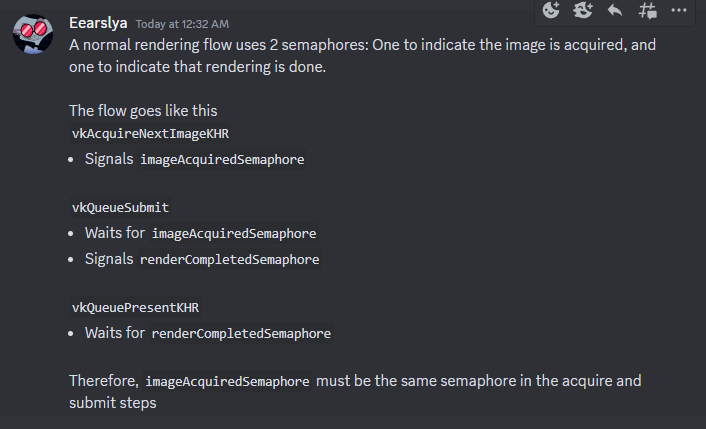 Eearslya Today at 12:32 AM
A normal rendering flow uses 2 semaphores: One to indicate the image is acquired, and
one to indicate that rendering is done.
The flow goes like this
vkAcquireNextImageKHR
• Signals imageAcquiredSemaphore
vkQueueSubmit
• Waits for imageAcquiredSemaphore
• Signals renderCompletedSemaphore
vkQueuePresentKHR
• Waits for renderCompletedSemaphore
Therefore, imageAcquiredSemaphore must be the same semaphore in the acquire and
submit steps